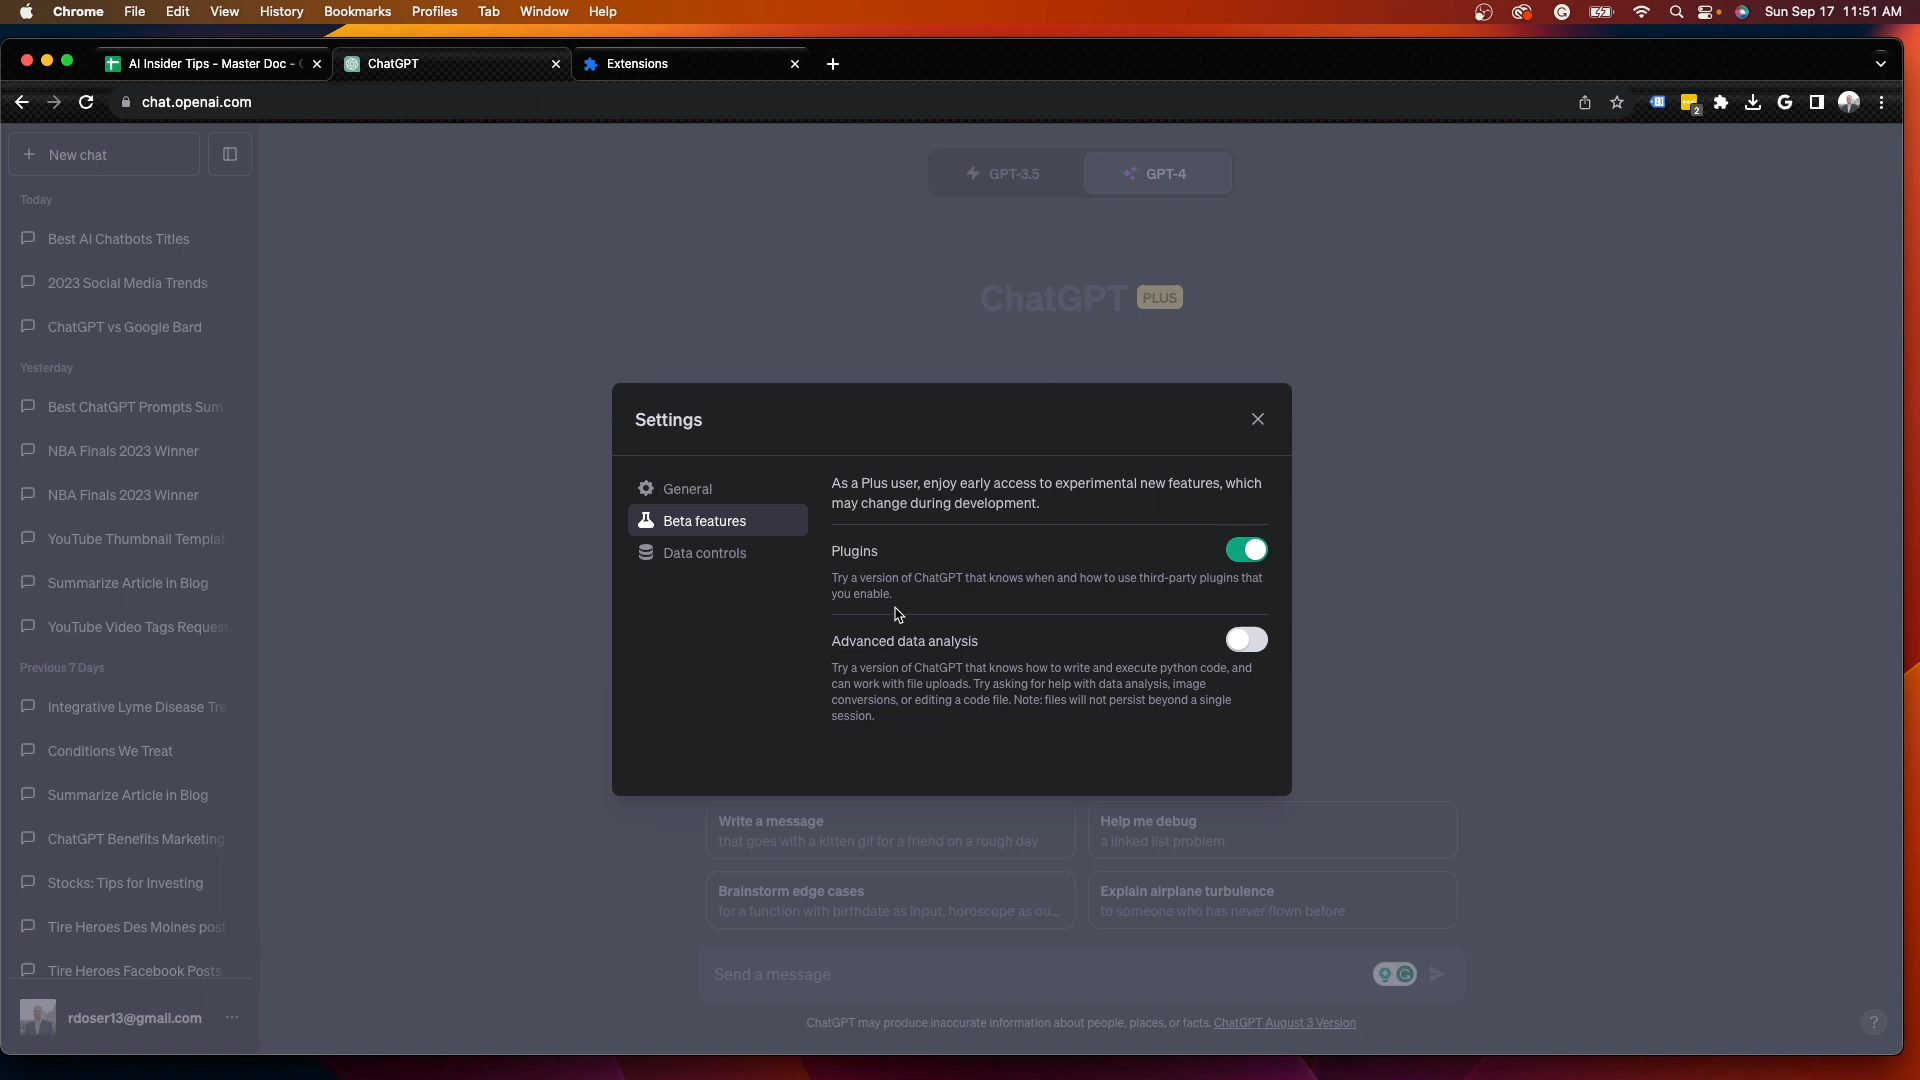 Chrome File Edit View History Bookmarks Profiles Tab Window Help
Sun Sep 17 11:51 AM
AI Insider Tips - Master Doc -
ChatGPT
Extensions
chat.openai.com
2
New chat
Today
Best AI Chatbots Titles
2023 Social Media Trends
ChatGPT vs Google Bard
Yesterday
Best ChatGPT Prompts Sum
NBA Finals 2023 Winner
NBA Finals 2023 Winner
YouTube Thumbnail Templat
Summarize Article in Blog
YouTube Video Tags Request
Previous 7 Days
Integrative Lyme Disease Tre
Conditions We Treat
Summarize Article in Blog
ChatGPT Benefits Marketing
Stocks: Tips for Investing
Tire Heroes Des Moines post
Tire Heroes Facebook Posts
rdoser13@gmail.com
GPT-3.5
GPT-4
ChatGPT PLUS
Settings
General
Beta features
Data controls
As a Plus user, enjoy early access to experimental new features, which
may change during development.
Plugins
Try a version of ChatGPT that knows when and how to use third-party plugins that
you enable.
Advanced data analysis
Try a version of ChatGPT that knows how to write and execute python code, and
can work with file uploads. Try asking for help with data analysis, image
conversions, or editing a code file. Note: files will not persist beyond a single
session.
Write a message
that goes with a kitten gif for a friend on a rough day
Help me debug
a linked list problem
Brainstorm edge cases
for a function with birthdate as input, horoscope as ou...
Explain airplane turbulence
to someone who has never flown before
Send a message
ChatGPT may produce inaccurate information about people, places, or facts. ChatGPT August 3 Version
?